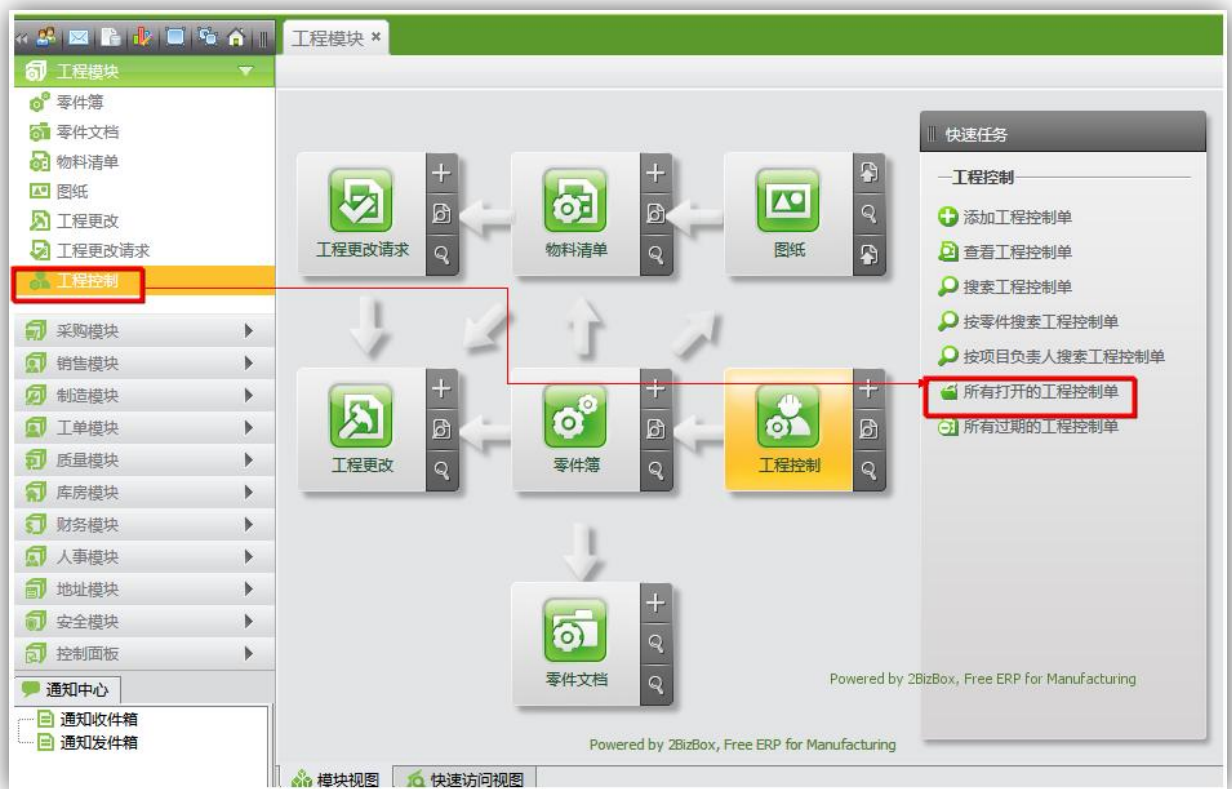 工程模块
工程模块
零件簿
零件文档
物料清单
图纸
工程更改
工程更改请求
工程控制
采购模块
销售模块
制造模块
工单模块
质量模块
库房模块
财务模块
人事模块
地址模块
安全模块
控制面板
通知中心
通知收件箱
通知发件箱
工程更改请求
物料清单
图纸
工程更改
零件簿
工程控制
零件文档
快速任务
工程控制
添加工程控制单
查看工程控制单
搜索工程控制单
按零件搜索工程控制单
按项目负责人搜索工程控制单
所有打开的工程控制单
所有过期的工程控制单
Powered by 2BizBox, Free ERP for Manufacturing
Powered by 2BizBox, Free ERP for Manufacturing
模块视图
快速访问视图